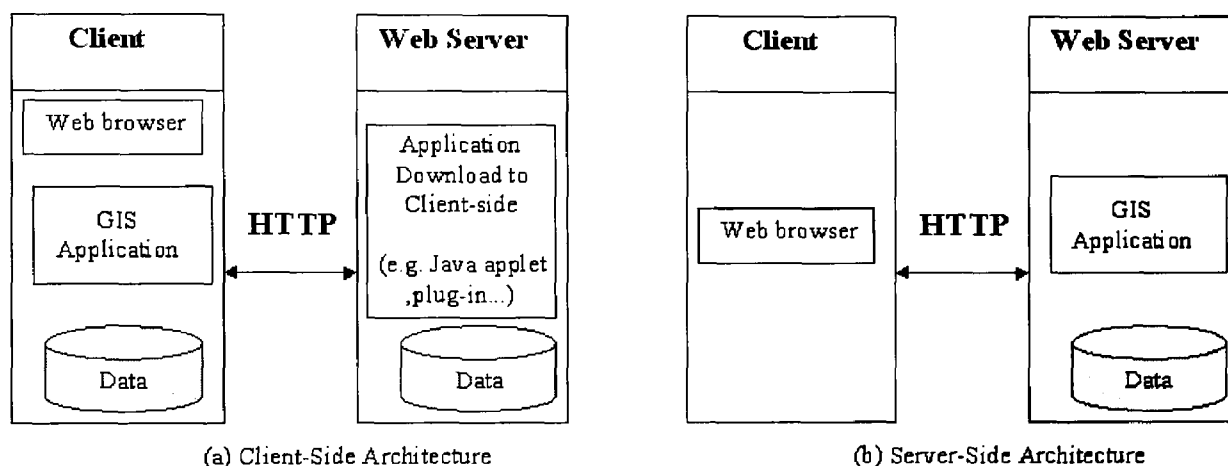 Client
Web Server
Web browser
GIS
Application
Data
HTTP
Application
Download to
Client-side
(e.g. Java applet
,plug-in...)
Data
(a) Client-Side Architecture
Client
Web Server
Web browser
HTTP
GIS
Application
Data
(b) Server-Side Architecture